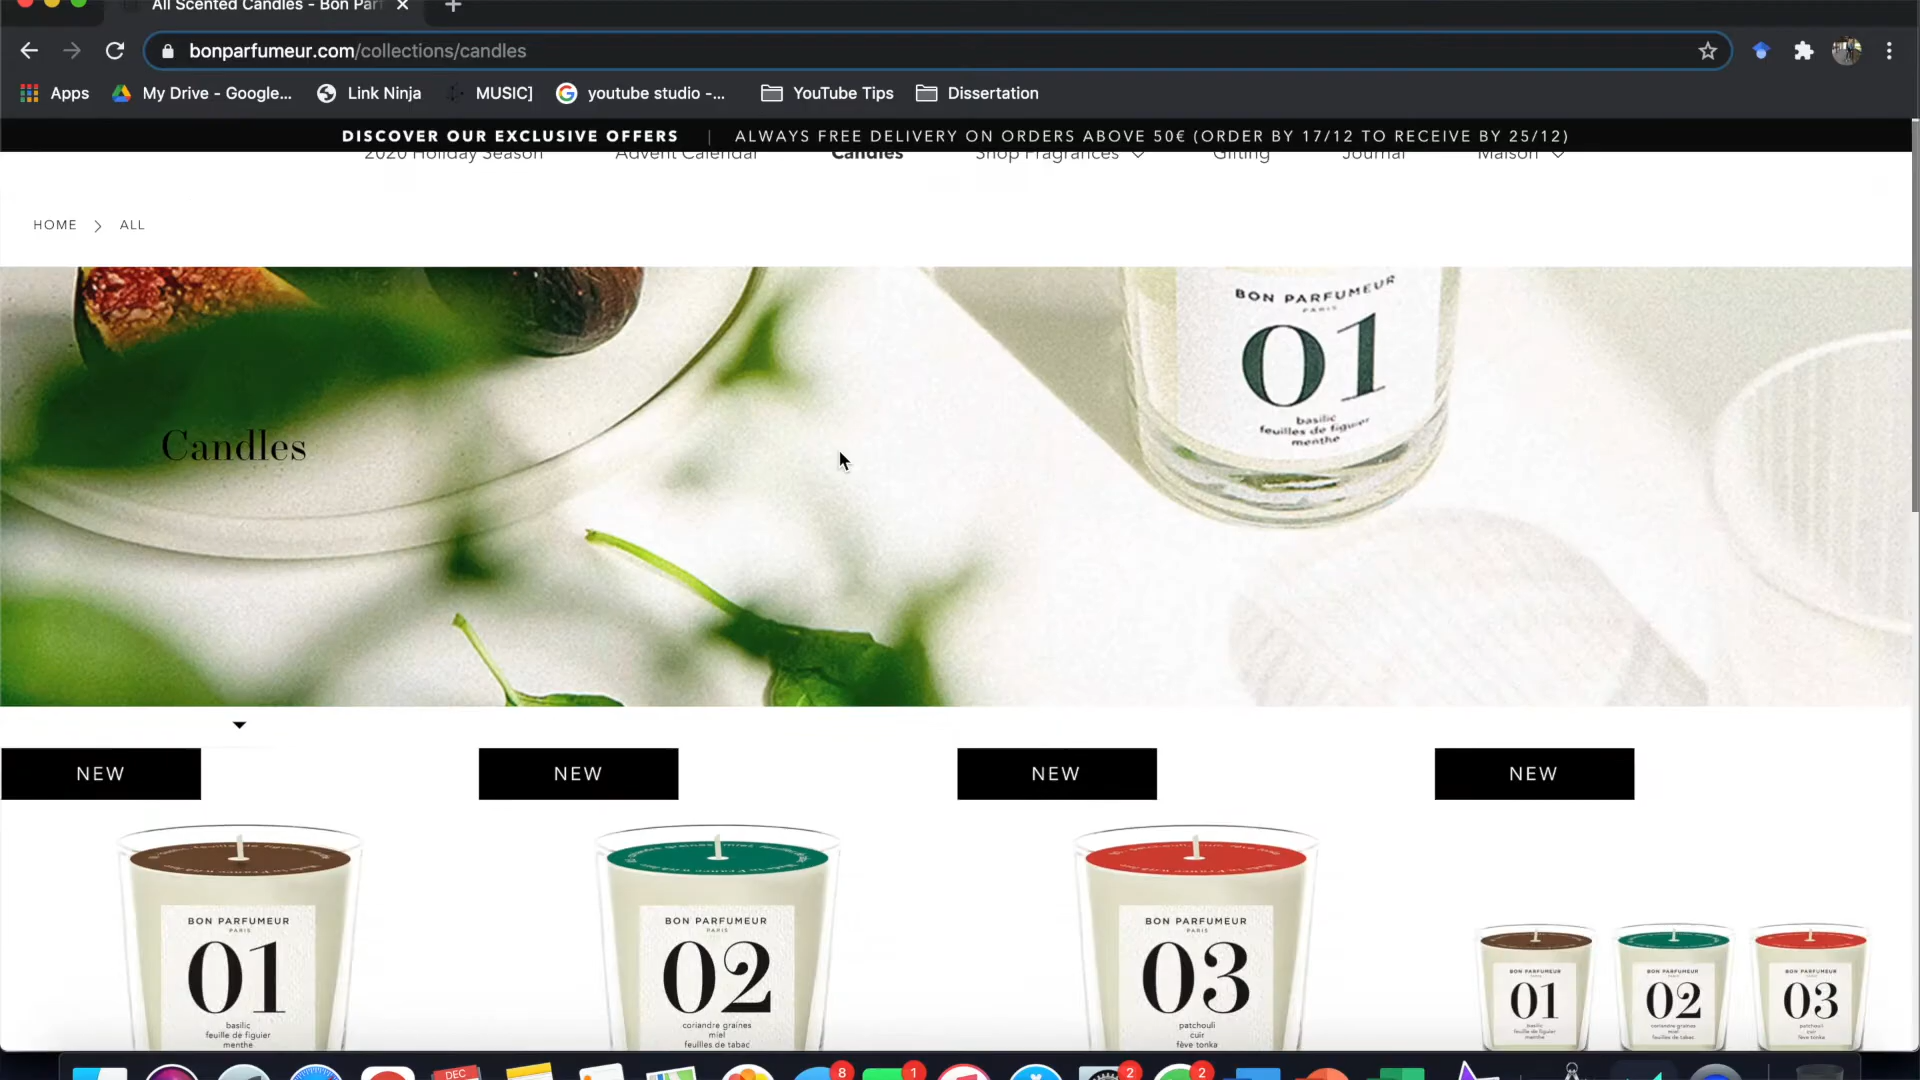 All Scented Candles - Bon Parf
bonparfumeur.com/collections/candles
Apps
My Drive - Google...
Link Ninja
MUSIC]
youtube studio -...
YouTube Tips
Dissertation
DISCOVER OUR EXCLUSIVE OFFERS | ALWAYS FREE DELIVERY ON ORDERS ABOVE 50€ (ORDER BY 17/12 TO RECEIVE BY 25/12)
2020 Holiday Season
Advent Calendar
Candles
Shop Fragrances
Gifting
Journal
Maison
HOME > ALL
BON PARFUMEUR
PARIS
01
basilic
feuilles de figuier
menthe
Candles
NEW
NEW
NEW
NEW
BON PARFUMEUR
PARIS
01
basilic
feuille de figuier
menthe
BON PARFUMEUR
PARIS
02
coriandre graines
miel
feuilles de tabac
BON PARFUMEUR
PARIS
03
patchouli
cuir
fève tonka
BON PARFUMEUR
01
basilic
feuille de figuier
menthe
BON PARFUMEUR
02
coriandre graines
miel
feuilles de tabac
BON PARFUMEUR
03
patchouli
cuir
fève tonka
DEC
8
1
2
2